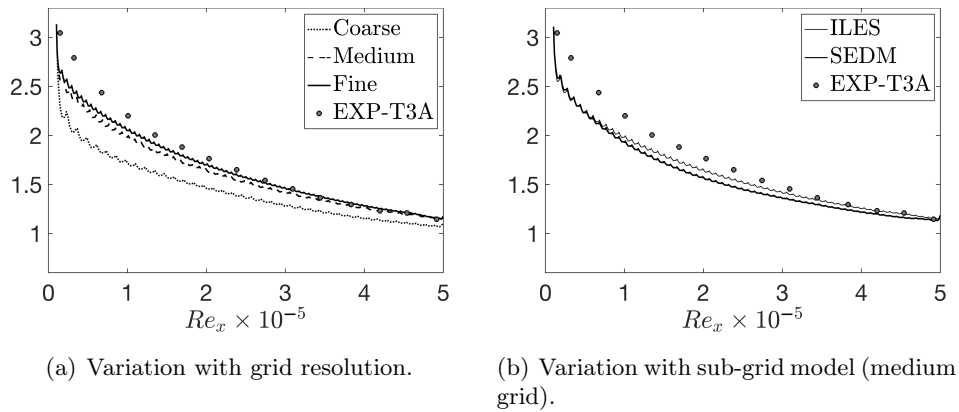 3
2.5
2
1.5
1
0 1 2 3 4 5
Re_x × 10^{-5}
Coarse
Medium
Fine
EXP-T3A
(a) Variation with grid resolution.
3
2.5
2
1.5
1
0 1 2 3 4 5
Re_x × 10^{-5}
ILES
SEDM
EXP-T3A
(b) Variation with sub-grid model (medium
grid).